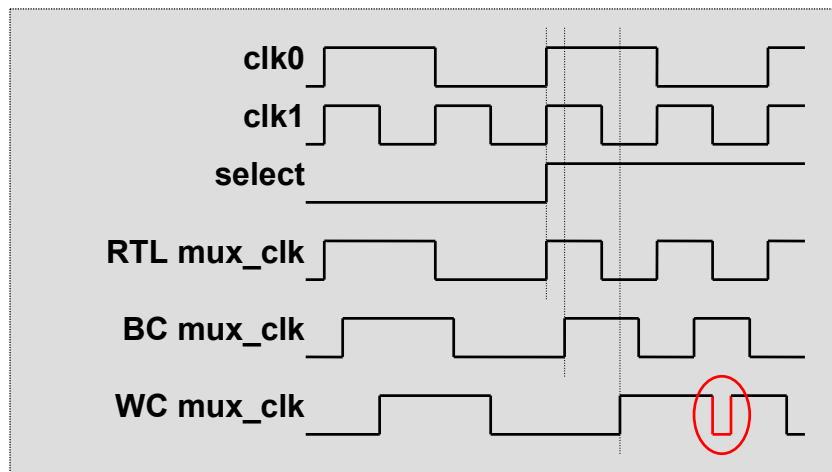 clk0
clk1
select
RTL mux_clk
BC mux_clk
WC mux_clk